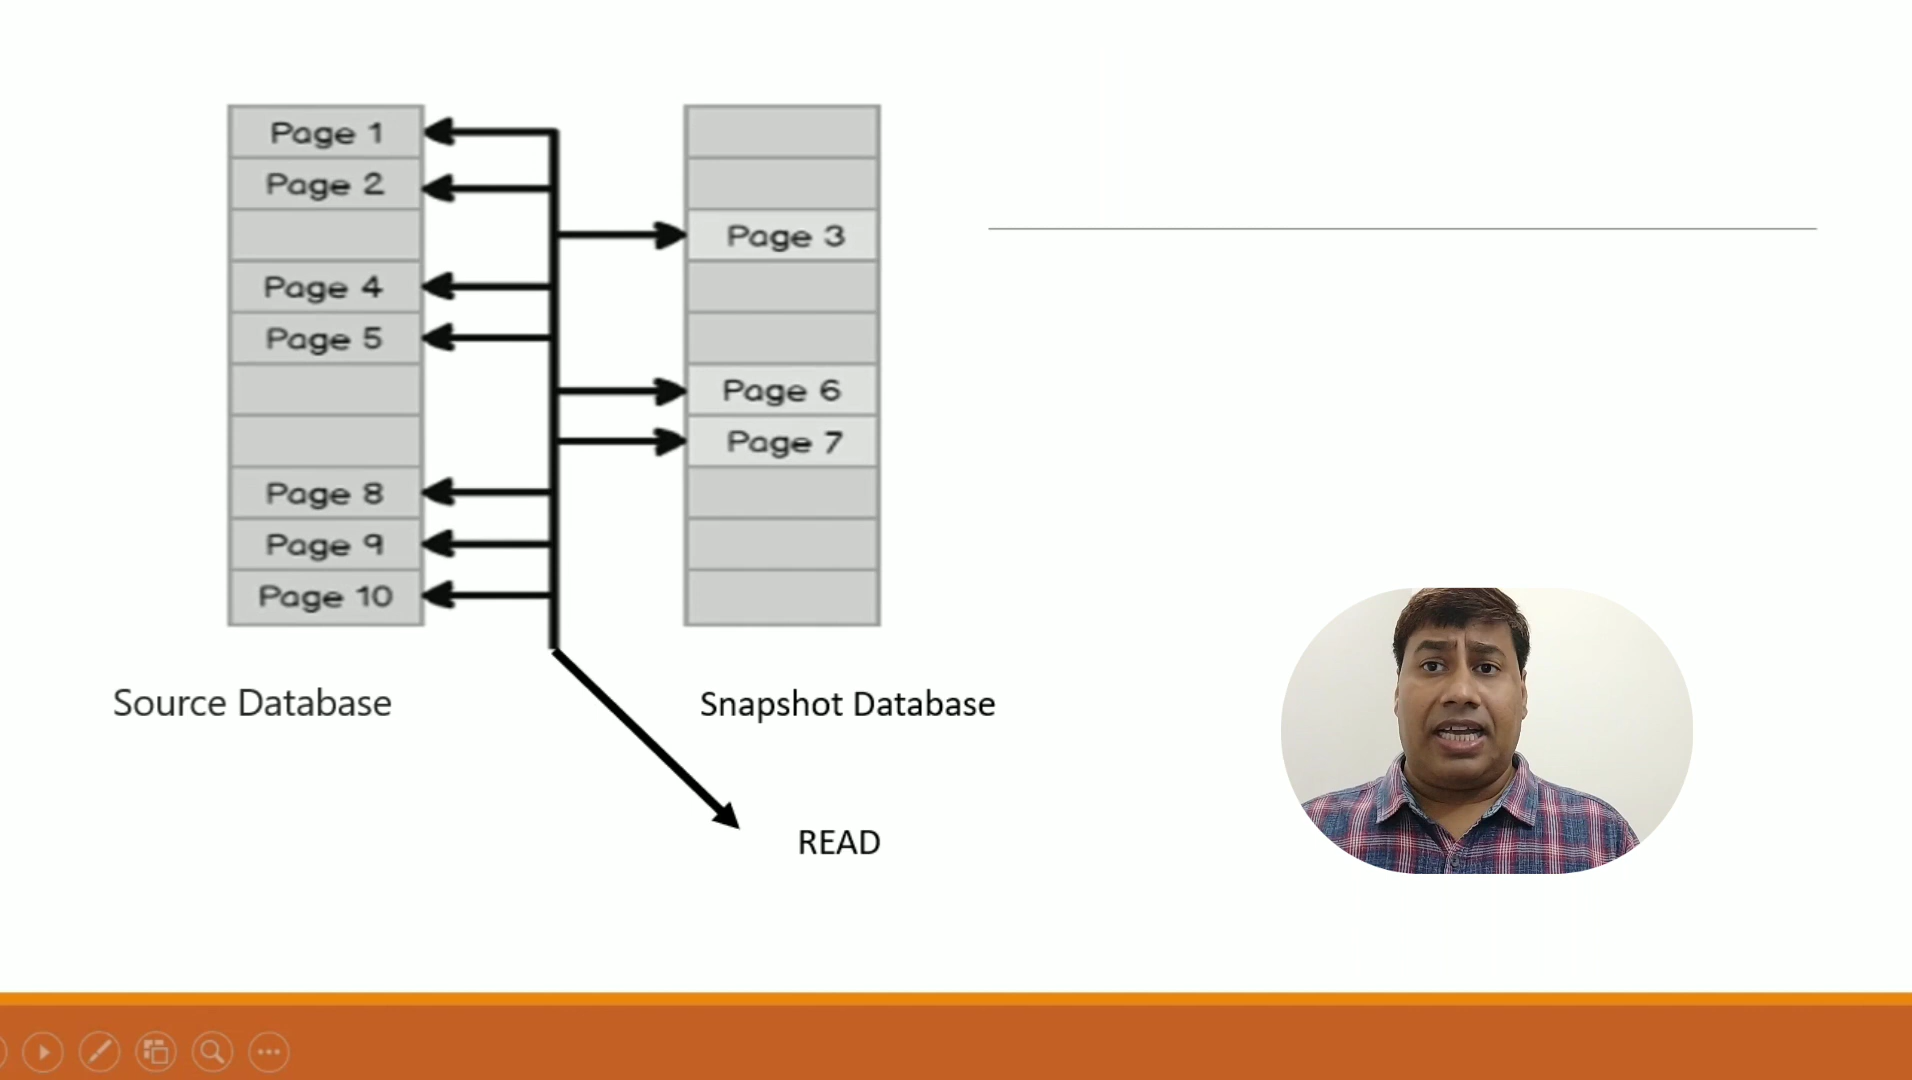 Page 1
Page 2
Page 3
Page 4
Page 5
Page 6
Page 7
Page 8
Page 9
Page 10
Source Database
Snapshot Database
READ